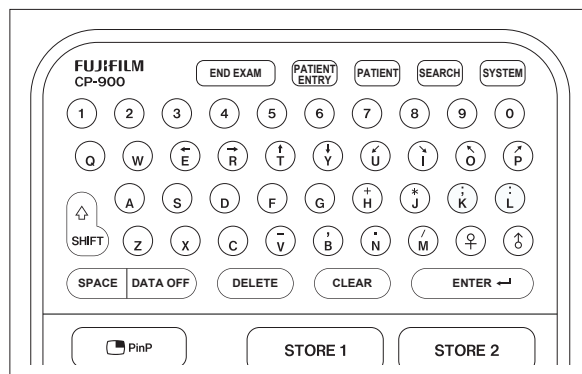 FUJIFILM
CP-900
END EXAM PATIENT ENTRY PATIENT SEARCH SYSTEM
1 2 3 4 5 6 7 8 9 0
Q W ← E → R ↑ T ↓ Y ↙ U ↘ I ↖ O ↗ P
A S D F G + H * J ; K : L
⇧ SHIFT Z X C – V , B . N / M ♀ ♂
SPACE DATA OFF DELETE CLEAR ENTER ↵
PinP STORE 1 STORE 2